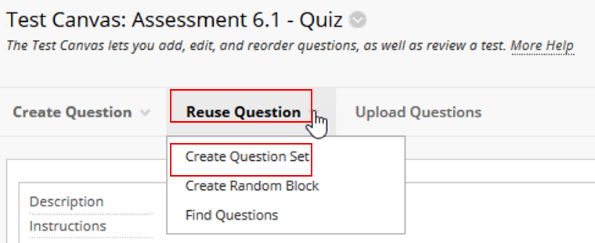 Test Canvas: Assessment 6.1 - Quiz
The Test Canvas lets you add, edit, and reorder questions, as well as review a test. More Help
Create Question Reuse Question Upload Questions
Create Question Set
Create Random Block
Find Questions
Description
Instructions